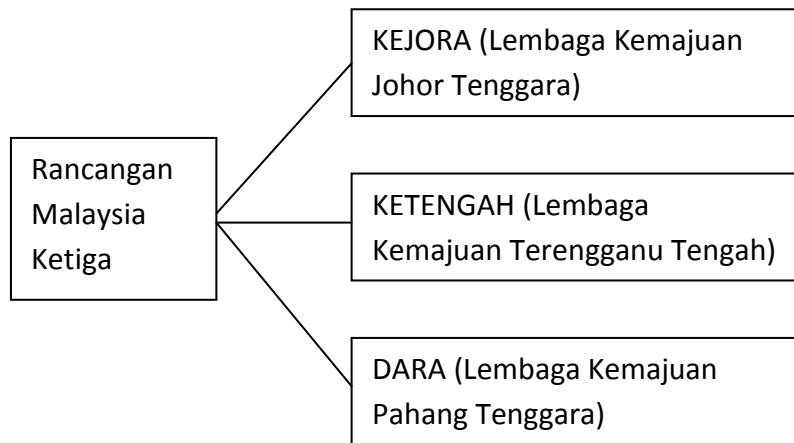 KEJORA (Lembaga Kemajuan
Johor Tenggara)
Rancangan
Malaysia
Ketiga
KETENGAH (Lembaga
Kemajuan Terengganu Tengah)
DARA (Lembaga Kemajuan
Pahang Tenggara)